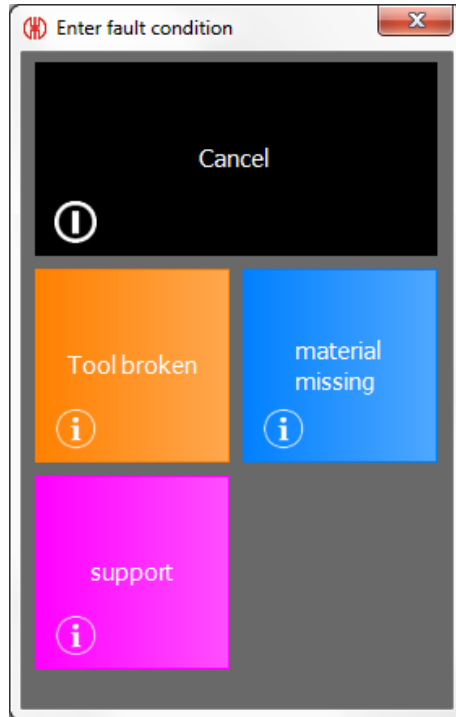 Enter fault condition
Cancel
Tool broken
material
missing
support